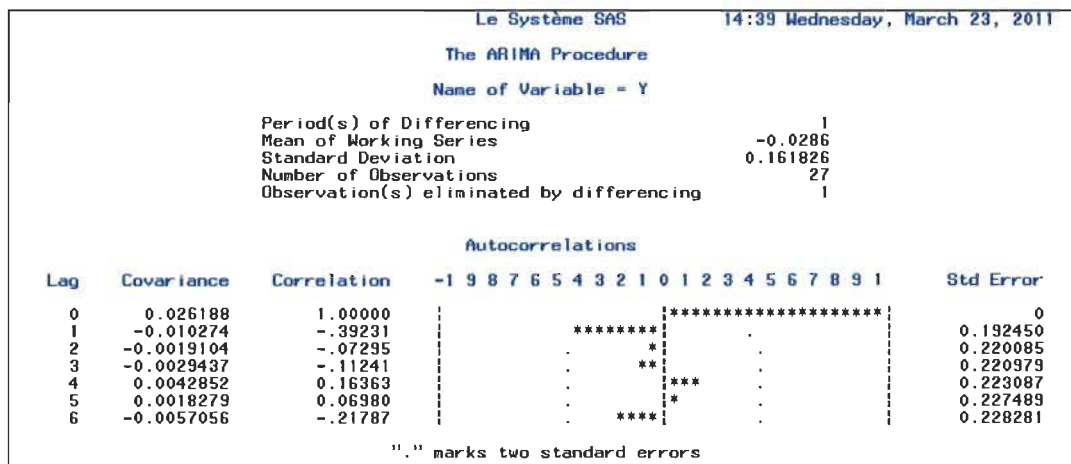 Le Système SAS 14:39 Wednesday, March 23, 2011
The ARIMA Procedure
Name of Variable = Y
Period(s) of Differencing 1
Mean of Working Series -0.0286
Standard Deviation 0.161826
Number of Observations 27
Observation(s) eliminated by differencing 1
Autocorrelations
Lag Covariance Correlation -1 9 8 7 6 5 4 3 2 1 0 1 2 3 4 5 6 7 8 9 1 Std Error
0 0.026188 1.00000 | |********************| 0
1 -0.010274 -.39231 | ********| . | 0.192450
2 -0.0019104 -.07295 | . *| . | 0.220085
3 -0.0029437 -.11241 | . **| . | 0.220979
4 0.0042852 0.16363 | . |*** . | 0.223087
5 0.0018279 0.06980 | . |* . | 0.227489
6 -0.0057056 -.21787 | . ****| . | 0.228281
"." marks two standard errors